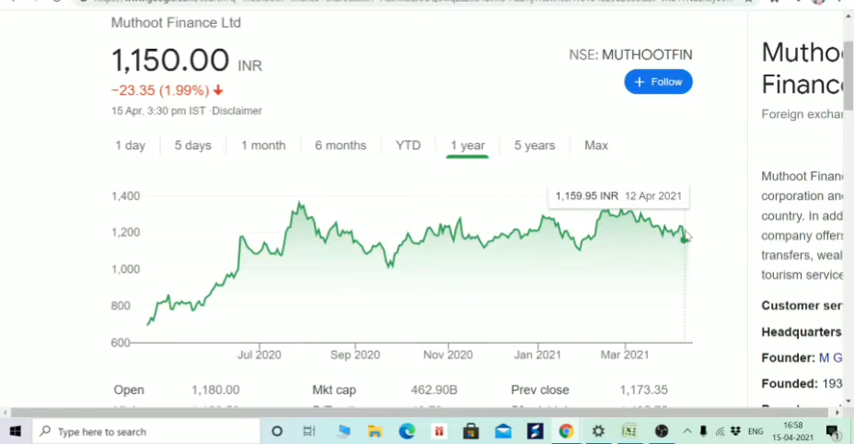 Muthoot Finance Ltd
1,150.00 INR
NSE: MUTHOOTFIN
−23.35 (1.99%) ↓
+ Follow
15 Apr, 3:30 pm IST · Disclaimer
1 day 5 days 1 month 6 months YTD 1 year 5 years Max
1,159.95 INR 12 Apr 2021
1,400
1,200
1,000
800
600
Jul 2020 Sep 2020 Nov 2020 Jan 2021 Mar 2021
Open 1,180.00 Mkt cap 462.90B Prev close 1,173.35
Mutho
Financ
Foreign excha
Muthoot Finan
corporation an
country. In add
company offer
transfers, weal
tourism service
Customer ser
Headquarters
Founder: M G
Founded: 193
Type here to search
ENG
16:58
15-04-2021